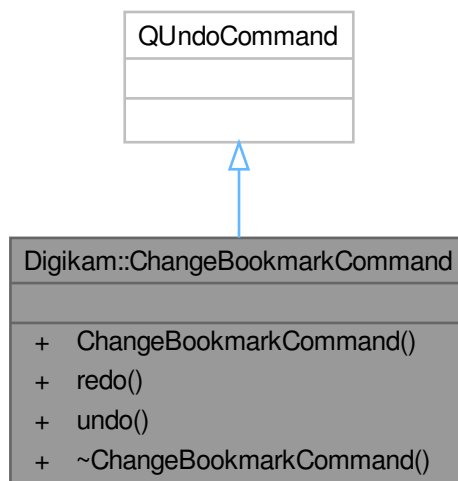 QUndoCommand
Digikam::ChangeBookmarkCommand
+ ChangeBookmarkCommand()
+ redo()
+ undo()
+ ~ChangeBookmarkCommand()